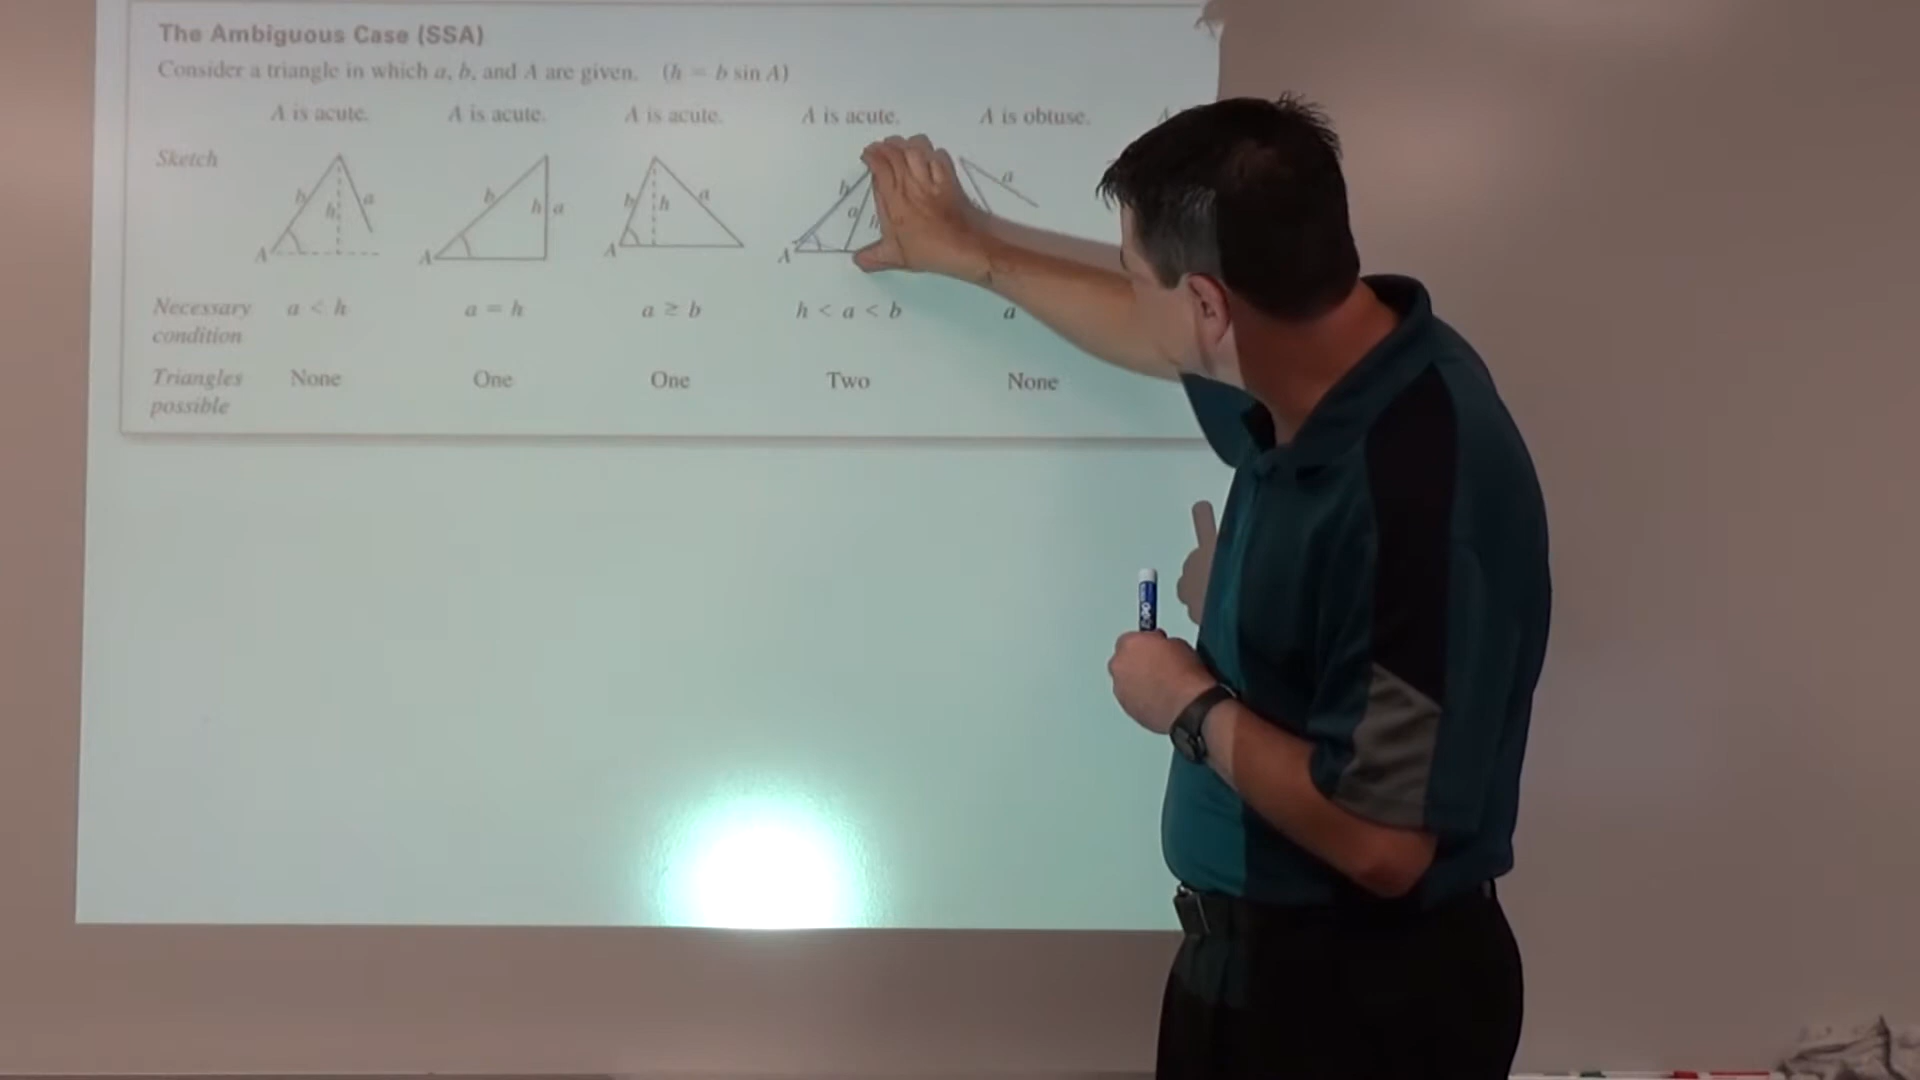 The Ambiguous Case (SSA)
Consider a triangle in which a, b, and A are given. (h = b sin A)
A is acute. A is acute. A is acute. A is acute. A is obtuse. A
Sketch
b h a A
b h a A
b h a A
b a h A
a
Necessary condition a < h a = h a ≥ b h < a < b a
Triangles possible None One One Two None